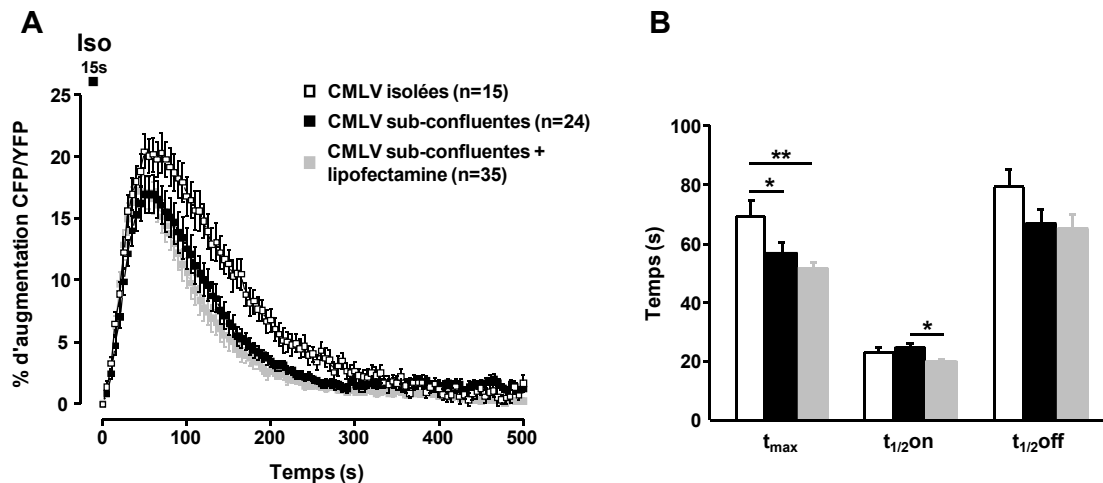 A
Iso
15s
CMLV isolées (n=15)
CMLV sub-confluentes (n=24)
CMLV sub-confluentes +
lipofectamine (n=35)
% d'augmentation CFP/YFP
25
20
15
10
5
0
0 100 200 300 400 500
Temps (s)
B
Temps (s)
100
80
60
40
20
0
**
*
*
tmax t1/2on t1/2off